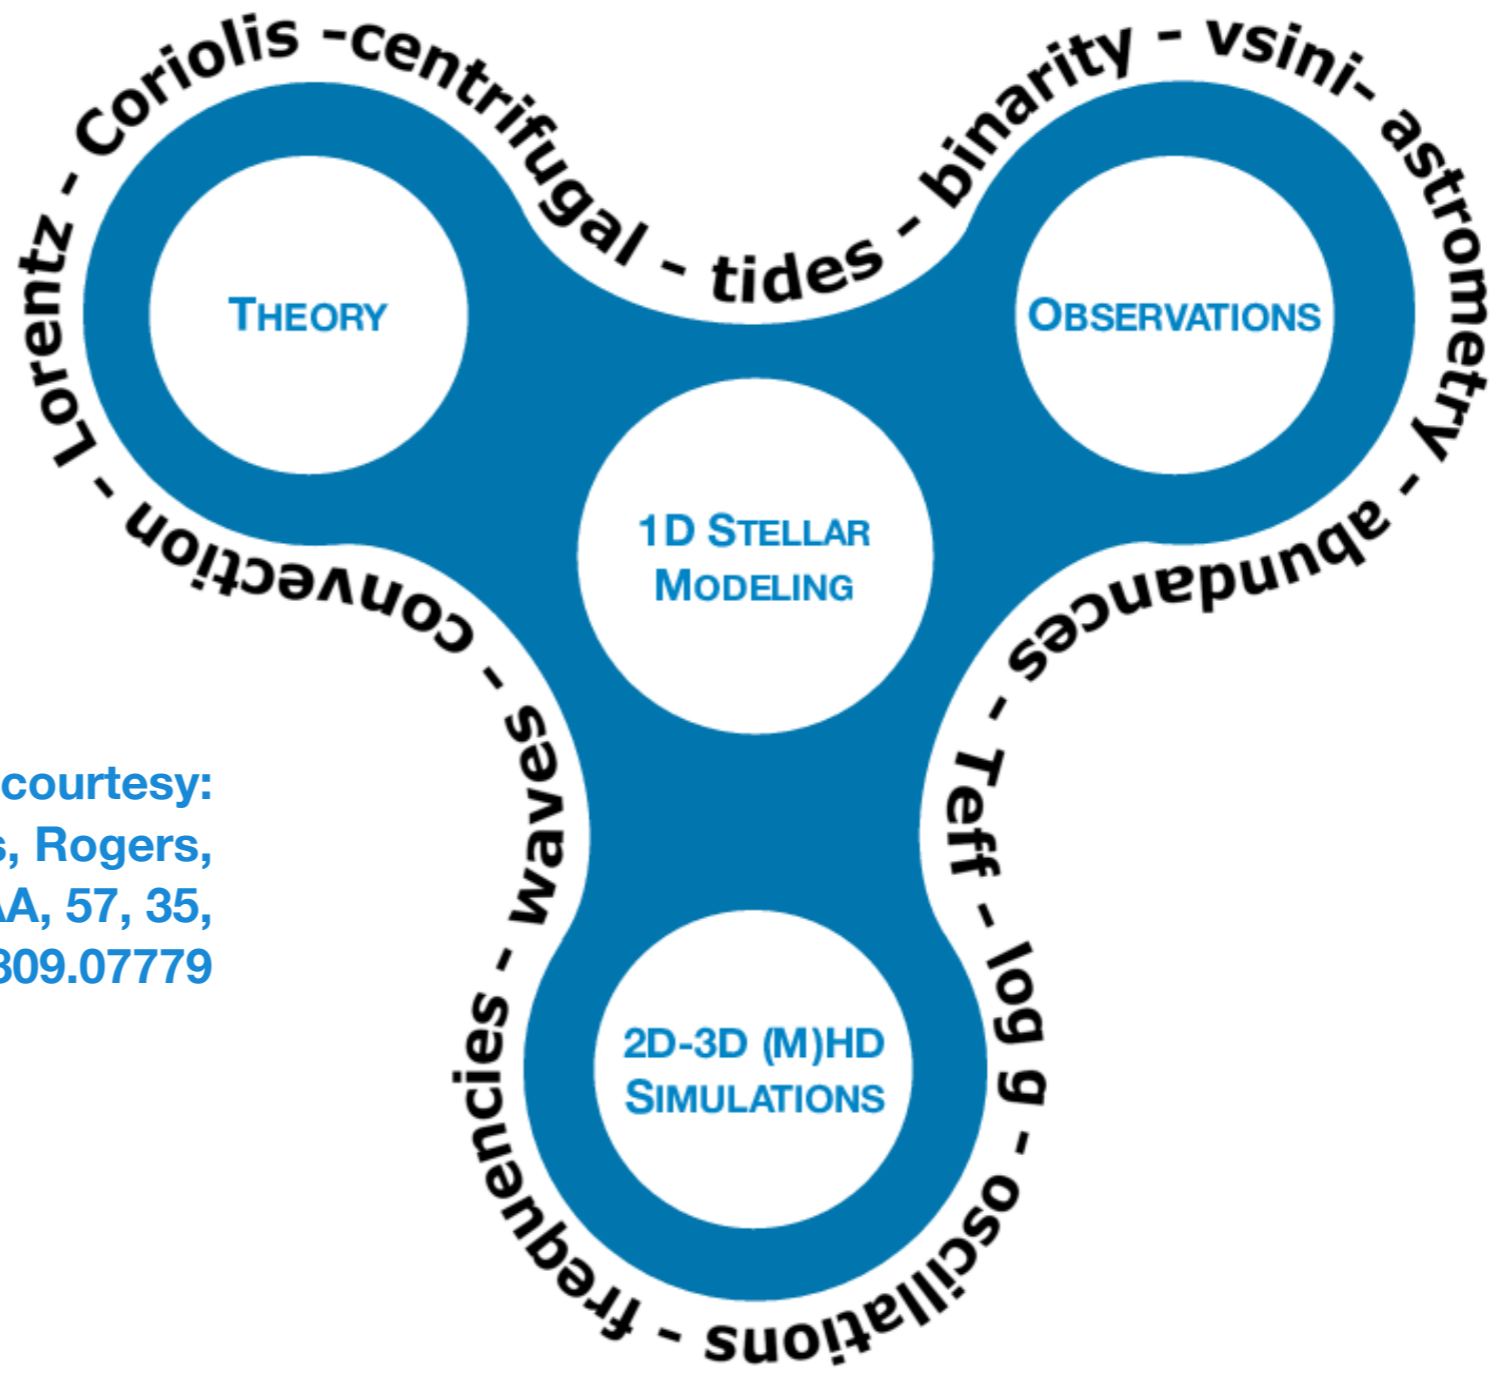 Lorentz - Coriolis -centrifugal - tides - binarity - vsini- astrometry - abundances - Teff - log g - oscillations - frequencies - waves - convection -
THEORY
OBSERVATIONS
1D STELLAR
MODELING
2D-3D (M)HD
SIMULATIONS
courtesy:
s, Rogers,
A, 57, 35,
309.07779